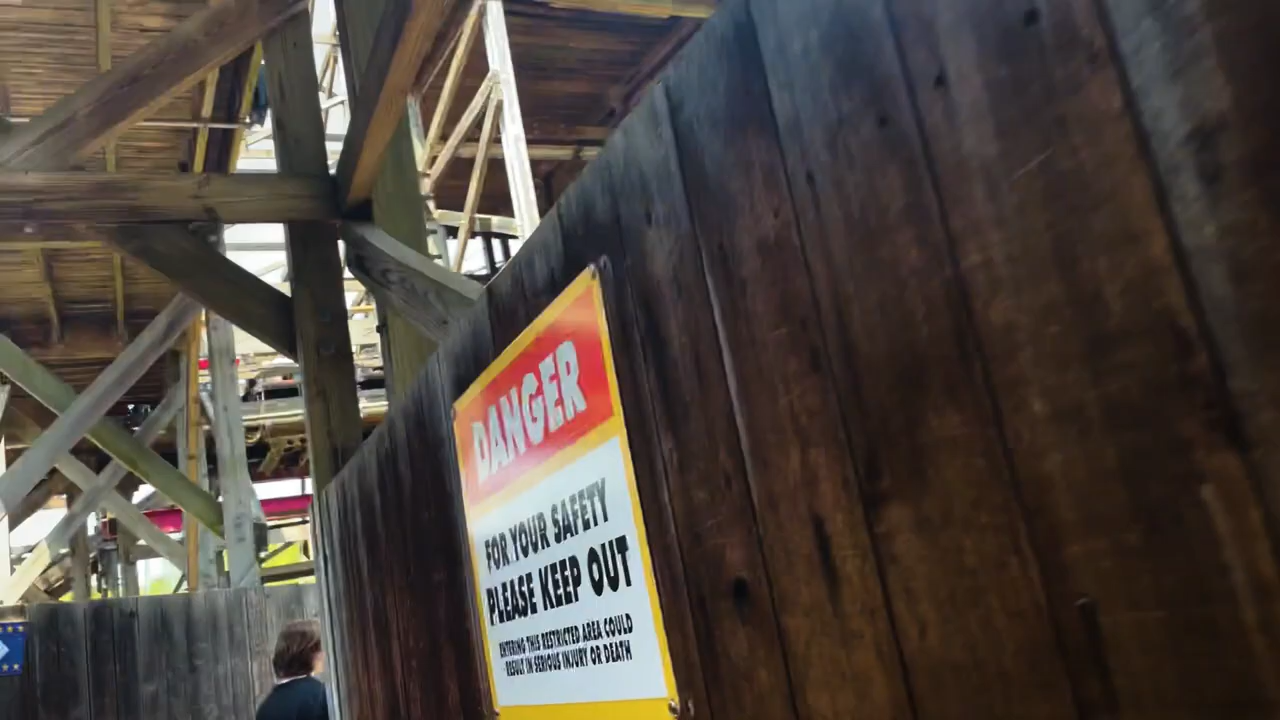 DANGER
FOR YOUR SAFETY
PLEASE KEEP OUT
ENTERING THIS RESTRICTED AREA COULD
RESULT IN SERIOUS INJURY OR DEATH